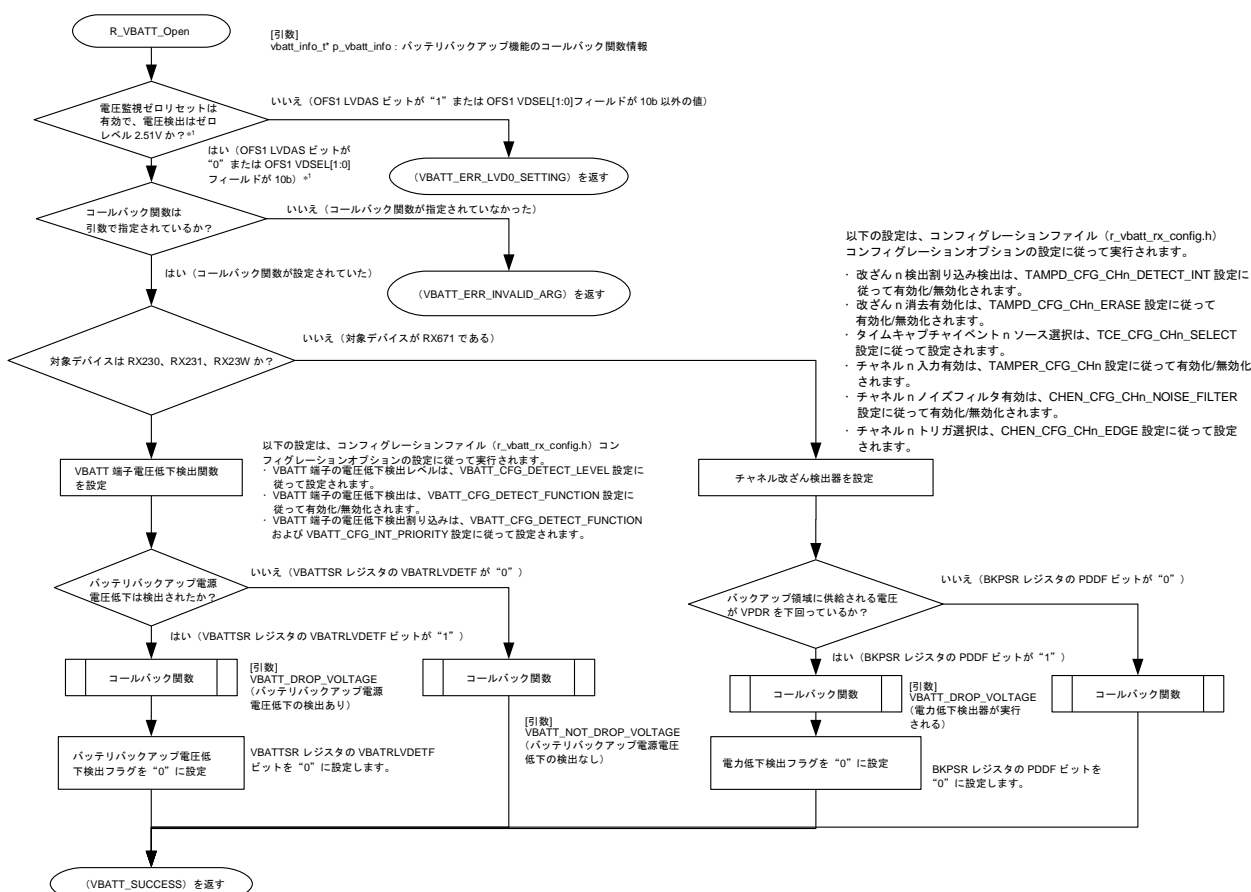 R_VBATT_Open
[引数]
vbatt_info_t* p_vbatt_info : バッテリバックアップ機能のコールバック関数情報
電圧監視ゼロリセットは
有効で、電圧検出はゼロ
レベル 2.51V か？*1
いいえ（OFS1 LVDAS ビットが“1”または OFS1 VDSEL[1:0]フィールドが 10b 以外の値）
はい（OFS1 LVDAS ビットが
“0”または OFS1 VDSEL[1:0]
フィールドが 10b）*1
（VBATT_ERR_LVD0_SETTING）を返す
コールバック関数は
引数で指定されているか？
いいえ（コールバック関数が指定されていなかった）
はい（コールバック関数が設定されていた）
（VBATT_ERR_INVALID_ARG）を返す
以下の設定は、コンフィグレーションファイル（r_vbatt_rx_config.h）
コンフィグレーションオプションの設定に従って実行されます。
· 改ざん n 検出割り込み検出は、TAMPD_CFG_CHn_DETECT_INT 設定に
従って有効化/無効化されます。
· 改ざん n 消去有効化は、TAMPD_CFG_CHn_ERASE 設定に従って
有効化/無効化されます。
· タイムキャプチャイベント n ソース選択は、TCE_CFG_CHn_SELECT
設定に従って設定されます。
· チャネル n 入力有効は、TAMPER_CFG_CHn 設定に従って有効化/無効化
されます。
· チャネル n ノイズフィルタ有効は、CHEN_CFG_CHn_NOISE_FILTER
設定に従って有効化/無効化されます。
· チャネル n トリガ選択は、CHEN_CFG_CHn_EDGE 設定に従って設定
されます。
対象デバイスは RX230、RX231、RX23W か？
いいえ（対象デバイスが RX671 である）
VBATT 端子電圧低下検出関数
を設定
以下の設定は、コンフィグレーションファイル（r_vbatt_rx_config.h）コン
フィグレーションオプションの設定に従って実行されます。
· VBATT 端子の電圧低下検出レベルは、VBATT_CFG_DETECT_LEVEL 設定に
従って設定されます。
· VBATT 端子の電圧低下検出は、VBATT_CFG_DETECT_FUNCTION 設定に
従って有効化/無効化されます。
· VBATT 端子の電圧低下検出割り込みは、VBATT_CFG_DETECT_FUNCTION
および VBATT_CFG_INT_PRIORITY 設定に従って設定されます。
チャネル改ざん検出器を設定
バッテリバックアップ電源
電圧低下は検出されたか？
いいえ（VBATTSR レジスタの VBATRLVDETF が“0”）
はい（VBATTSR レジスタの VBATRLVDETF ビットが“1”）
バックアップ領域に供給される電圧
が VPDR を下回っているか？
いいえ（BKPSR レジスタの PDDF ビットが“0”）
はい（BKPSR レジスタの PDDF ビットが“1”）
コールバック関数
[引数]
VBATT_DROP_VOLTAGE
（バッテリバックアップ電源
電圧低下の検出あり）
コールバック関数
[引数]
VBATT_NOT_DROP_VOLTAGE
（バッテリバックアップ電源電圧
低下の検出なし）
コールバック関数
[引数]
VBATT_DROP_VOLTAGE
（電力低下検出器が実行
される）
コールバック関数
バッテリバックアップ電圧低
下検出フラグを“0”に設定
VBATTSR レジスタの VBATRLVDETF
ビットを“0”に設定します。
電力低下検出フラグを“0”に設定
BKPSR レジスタの PDDF ビットを
“0”に設定します。
（VBATT_SUCCESS）を返す